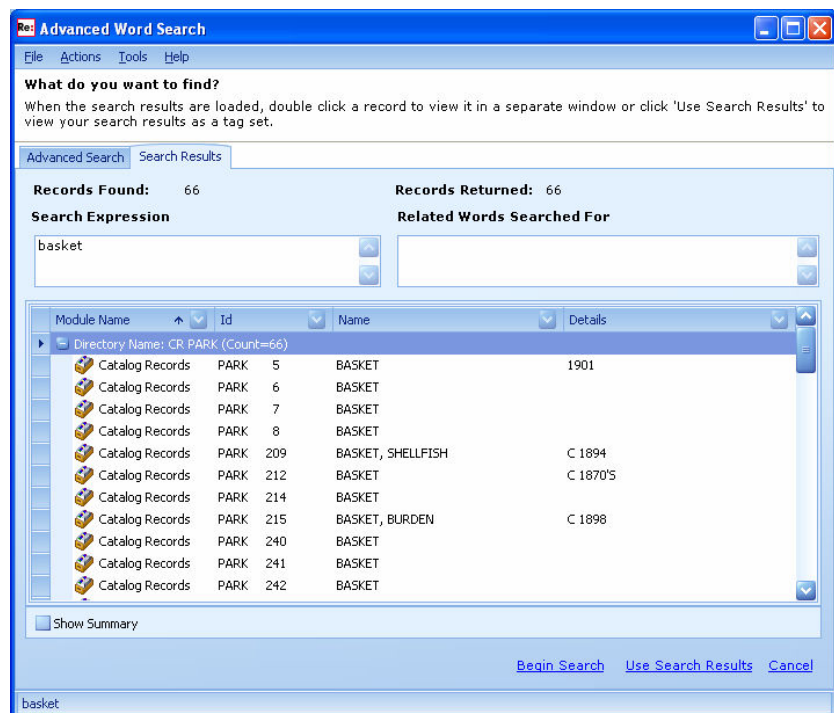 Re: Advanced Word Search
File Actions Tools Help
What do you want to find?
When the search results are loaded, double click a record to view it in a separate window or click 'Use Search Results' to
view your search results as a tag set.
Advanced Search Search Results
Records Found: 66 Records Returned: 66
Search Expression Related Words Searched For
basket
Module Name Id Name Details
Directory Name: CR PARK (Count=66)
Catalog Records PARK 5 BASKET 1901
Catalog Records PARK 6 BASKET
Catalog Records PARK 7 BASKET
Catalog Records PARK 8 BASKET
Catalog Records PARK 209 BASKET, SHELLFISH C 1894
Catalog Records PARK 212 BASKET C 1870'S
Catalog Records PARK 214 BASKET
Catalog Records PARK 215 BASKET, BURDEN C 1898
Catalog Records PARK 240 BASKET
Catalog Records PARK 241 BASKET
Catalog Records PARK 242 BASKET
Show Summary
Begin Search Use Search Results Cancel
basket